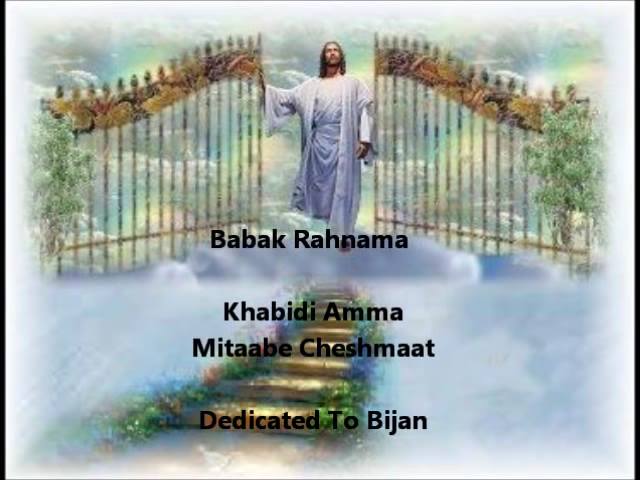 Babak Rahnama
Khabidi Amma
Mitaabe Cheshmaat
Dedicated To Bijan